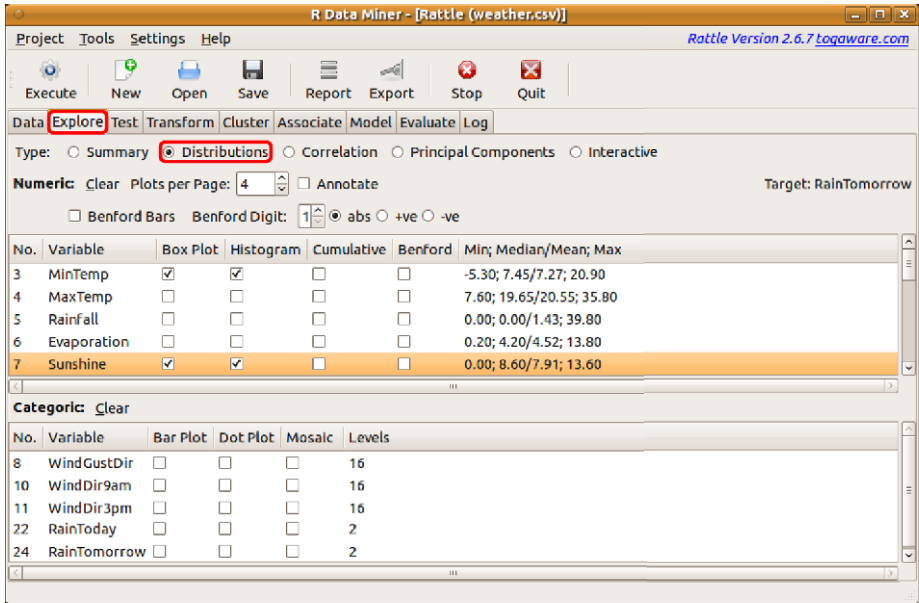 R Data Miner - [Rattle (weather.csv)]
Project Tools Settings Help Rattle Version 2.6.7 togaware.com
Execute New Open Save Report Export Stop Quit
Data Explore Test Transform Cluster Associate Model Evaluate Log
Type: Summary Distributions Correlation Principal Components Interactive
Numeric: Clear Plots per Page: 4 Annotate Target: RainTomorrow
Benford Bars Benford Digit: 1 abs +ve -ve
No. Variable Box Plot Histogram Cumulative Benford Min; Median/Mean; Max
3 MinTemp -5.30; 7.45/7.27; 20.90
4 MaxTemp 7.60; 19.65/20.55; 35.80
5 Rainfall 0.00; 0.00/1.43; 39.80
6 Evaporation 0.20; 4.20/4.52; 13.80
7 Sunshine 0.00; 8.60/7.91; 13.60
Categoric: Clear
No. Variable Bar Plot Dot Plot Mosaic Levels
8 WindGustDir 16
10 WindDir9am 16
11 WindDir3pm 16
22 RainToday 2
24 RainTomorrow 2